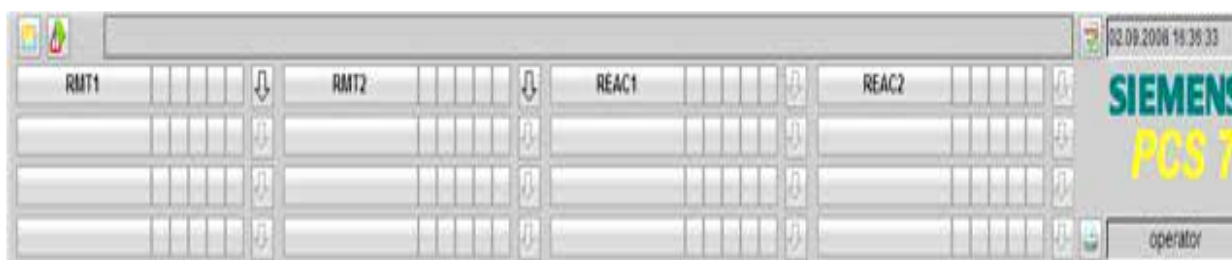 02.09.2008 16:36:33
RMT1 RMT2 REAC1 REAC2
SIEMENS
PCS 7
operator